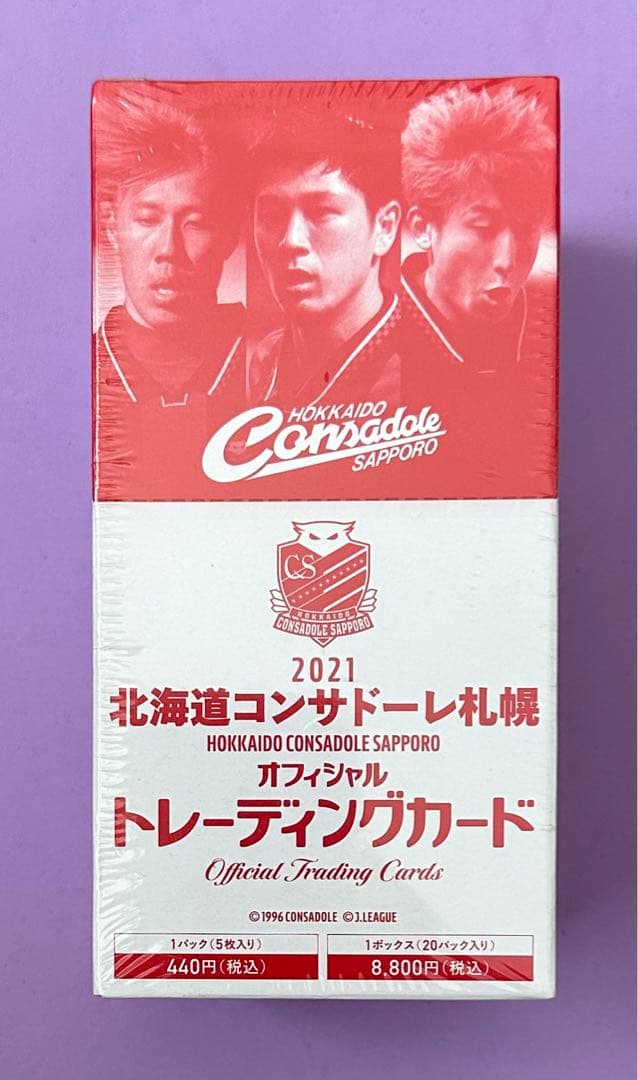 HOKKAIDO
Consadole
SAPPORO
CS
HOKKAIDO
CONSADOLE SAPPORO
2021
北海道コンサドーレ札幌
HOKKAIDO CONSADOLE SAPPORO
オフィシャル
トレーディングカード
Official Trading Cards
©1996 CONSADOLE ©J.LEAGUE
1パック(5枚入り)
440円(税込)
1ボックス(20パック入り)
8,800円(税込)